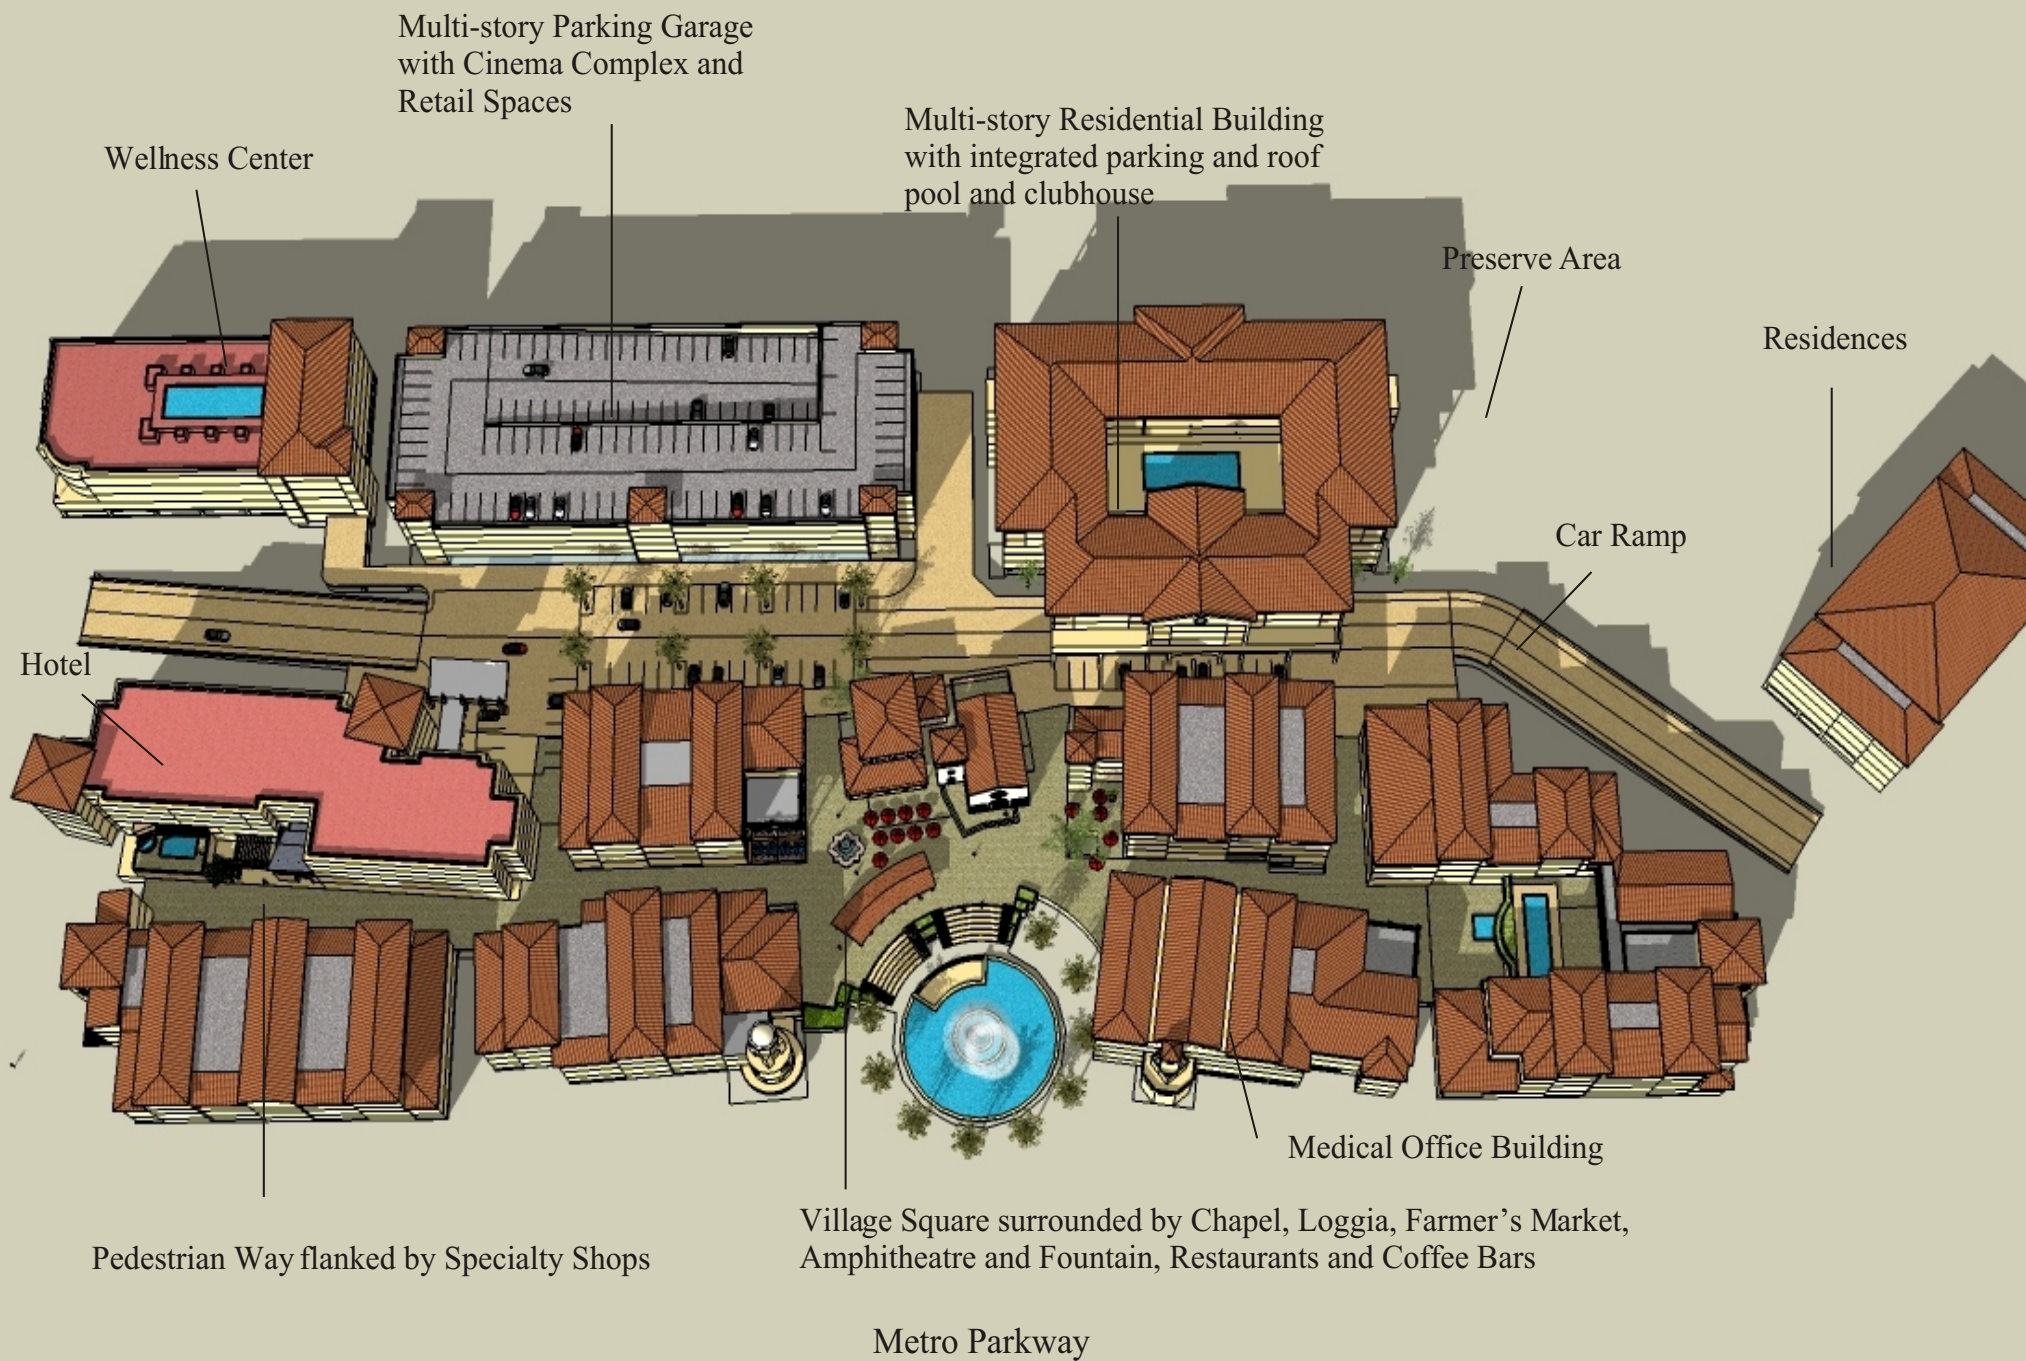 Multi-story Parking Garage
with Cinema Complex and
Retail Spaces
Multi-story Residential Building
with integrated parking and roof
pool and clubhouse
Wellness Center
Preserve Area
Residences
Car Ramp
Hotel
Medical Office Building
Village Square surrounded by Chapel, Loggia, Farmer’s Market,
Amphitheatre and Fountain, Restaurants and Coffee Bars
Pedestrian Way flanked by Specialty Shops
Metro Parkway